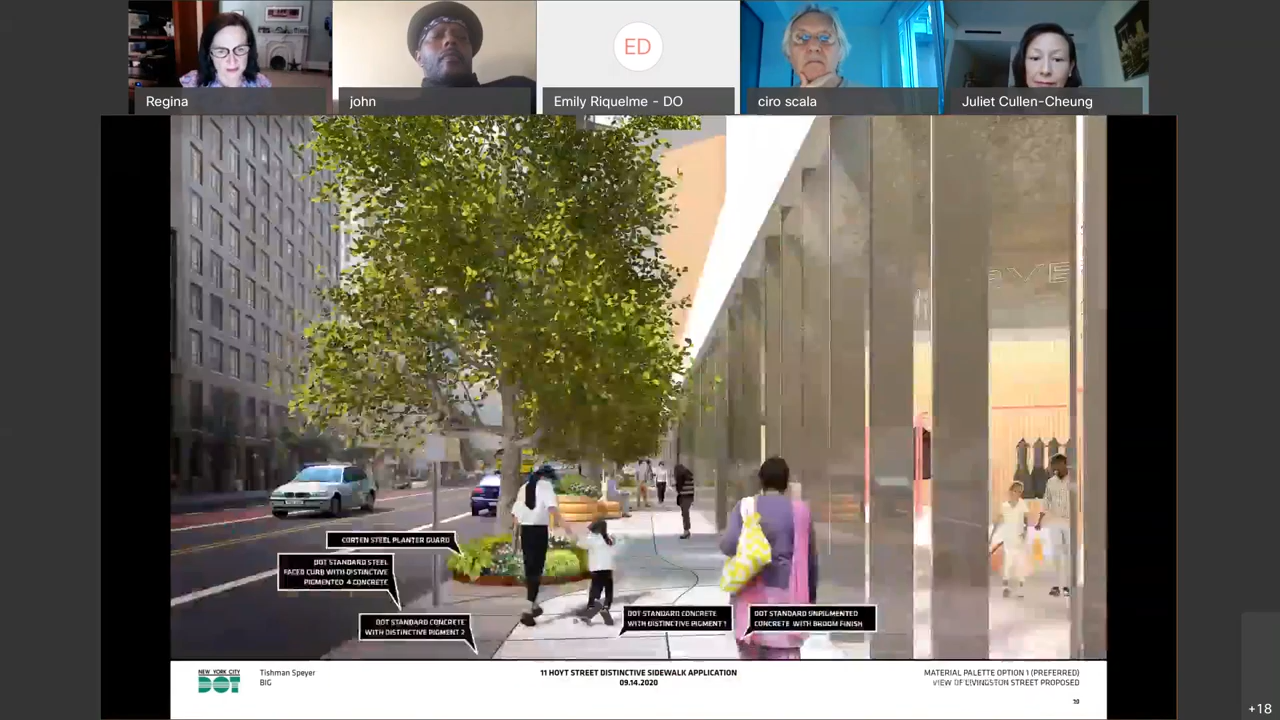 ED
Regina
john
Emily Riquelme - DO
ciro scala
Juliet Cullen-Cheung
AVE
CORTEN STEEL PLANTER GUARD
DOT STANDARD STEEL
FACED CURB WITH DISTINCTIVE
PIGMENTED 4 CONCRETE
DOT STANDARD CONCRETE
WITH DISTINCTIVE PIGMENT 2
DOT STANDARD CONCRETE
WITH DISTINCTIVE PIGMENT 1
DOT STANDARD UNPIGMENTED
CONCRETE WITH BROOM FINISH
NEW YORK CITY
DOT
Tishman Speyer
BIG
11 HOYT STREET DISTINCTIVE SIDEWALK APPLICATION
09.14.2020
MATERIAL PALETTE OPTION 1 (PREFERRED)
VIEW OF LIVINGSTON STREET PROPOSED
+18